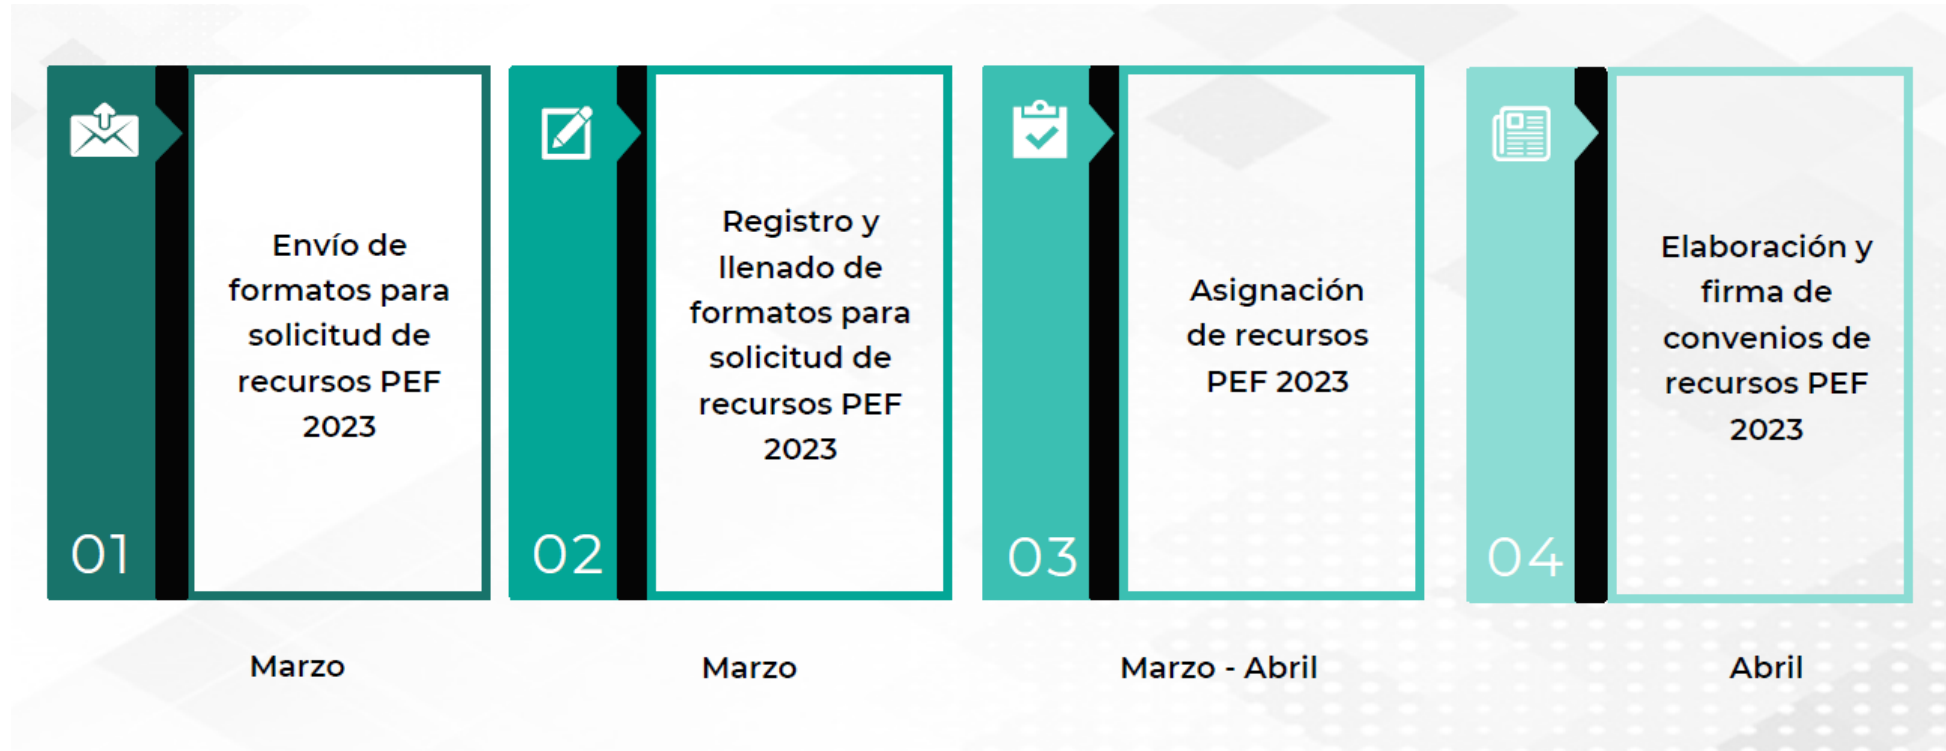 01
Envío de
formatos para
solicitud de
recursos PEF
2023
Marzo
02
Registro y
llenado de
formatos para
solicitud de
recursos PEF
2023
Marzo
03
Asignación
de recursos
PEF 2023
Marzo - Abril
04
Elaboración y
firma de
convenios de
recursos PEF
2023
Abril